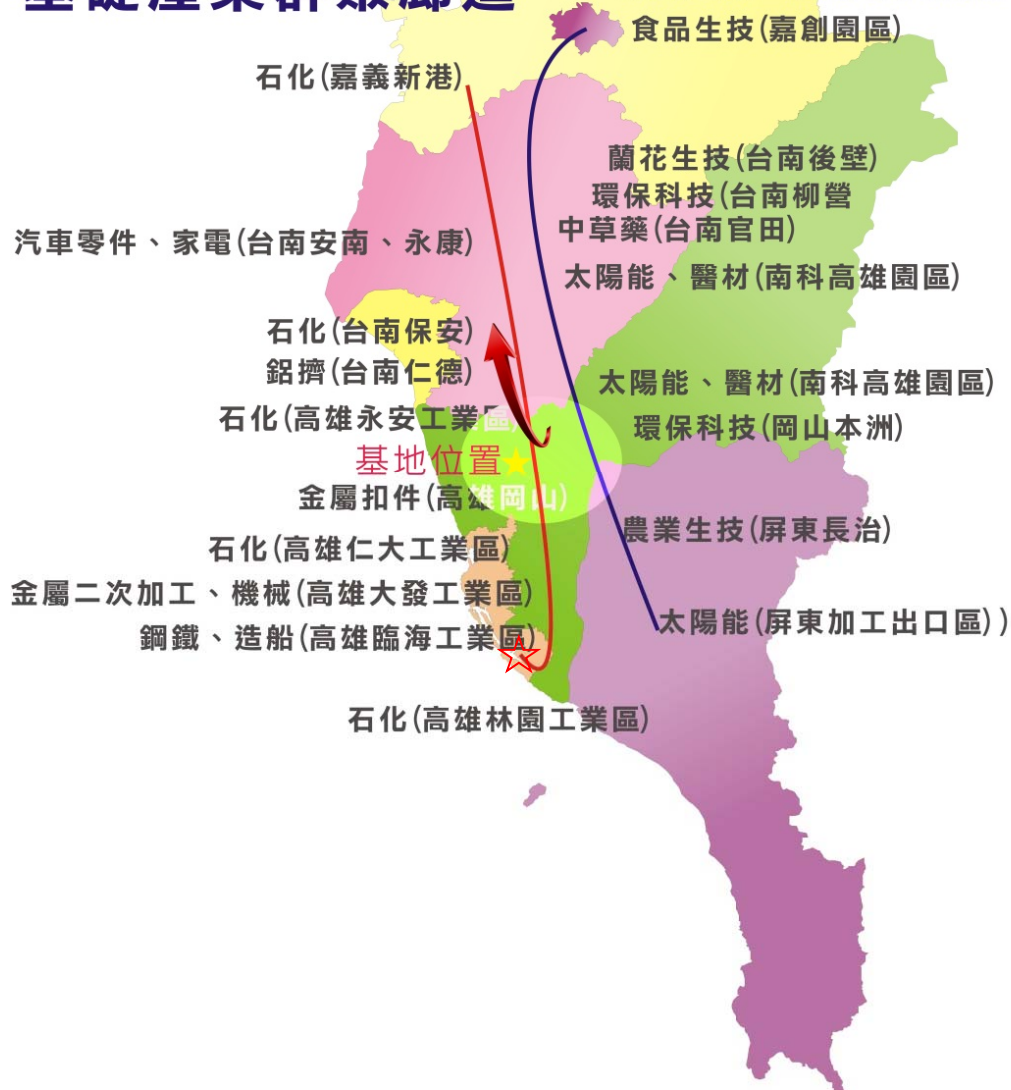 基礎產業群聚廊道
食品生技(嘉創園區)
石化(嘉義新港)
蘭花生技(台南後壁)
環保科技(台南柳營
中草藥(台南官田)
汽車零件、家電(台南安南、永康)
太陽能、醫材(南科高雄園區)
石化(台南保安)
鋁擠(台南仁德)
太陽能、醫材(南科高雄園區)
石化(高雄永安工業區)
環保科技(岡山本洲)
基地位置
金屬扣件(高雄岡山)
農業生技(屏東長治)
石化(高雄仁大工業區)
金屬二次加工、機械(高雄大發工業區)
太陽能(屏東加工出口區))
鋼鐵、造船(高雄臨海工業區)
石化(高雄林園工業區)